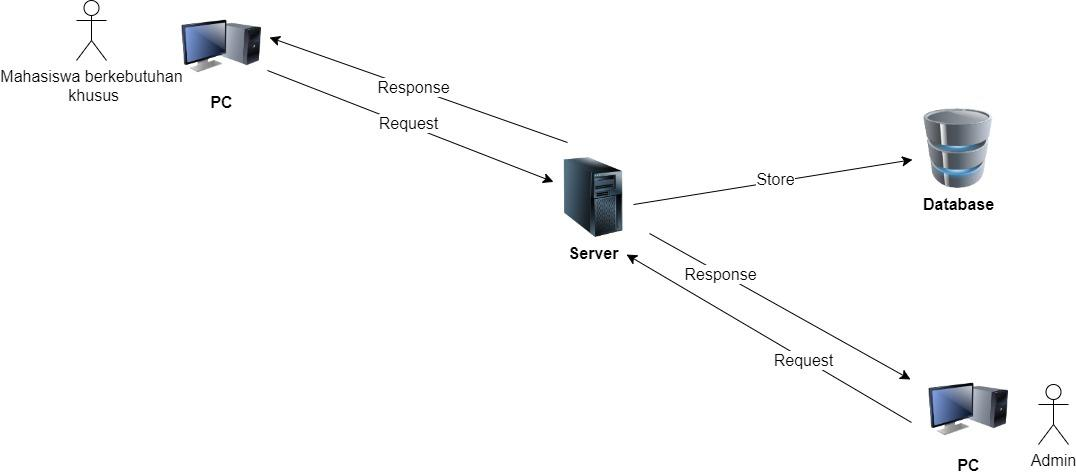 Mahasiswa berkebutuhan
khusus
PC
Response
Request
Server
Store
Database
Response
Request
PC
Admin